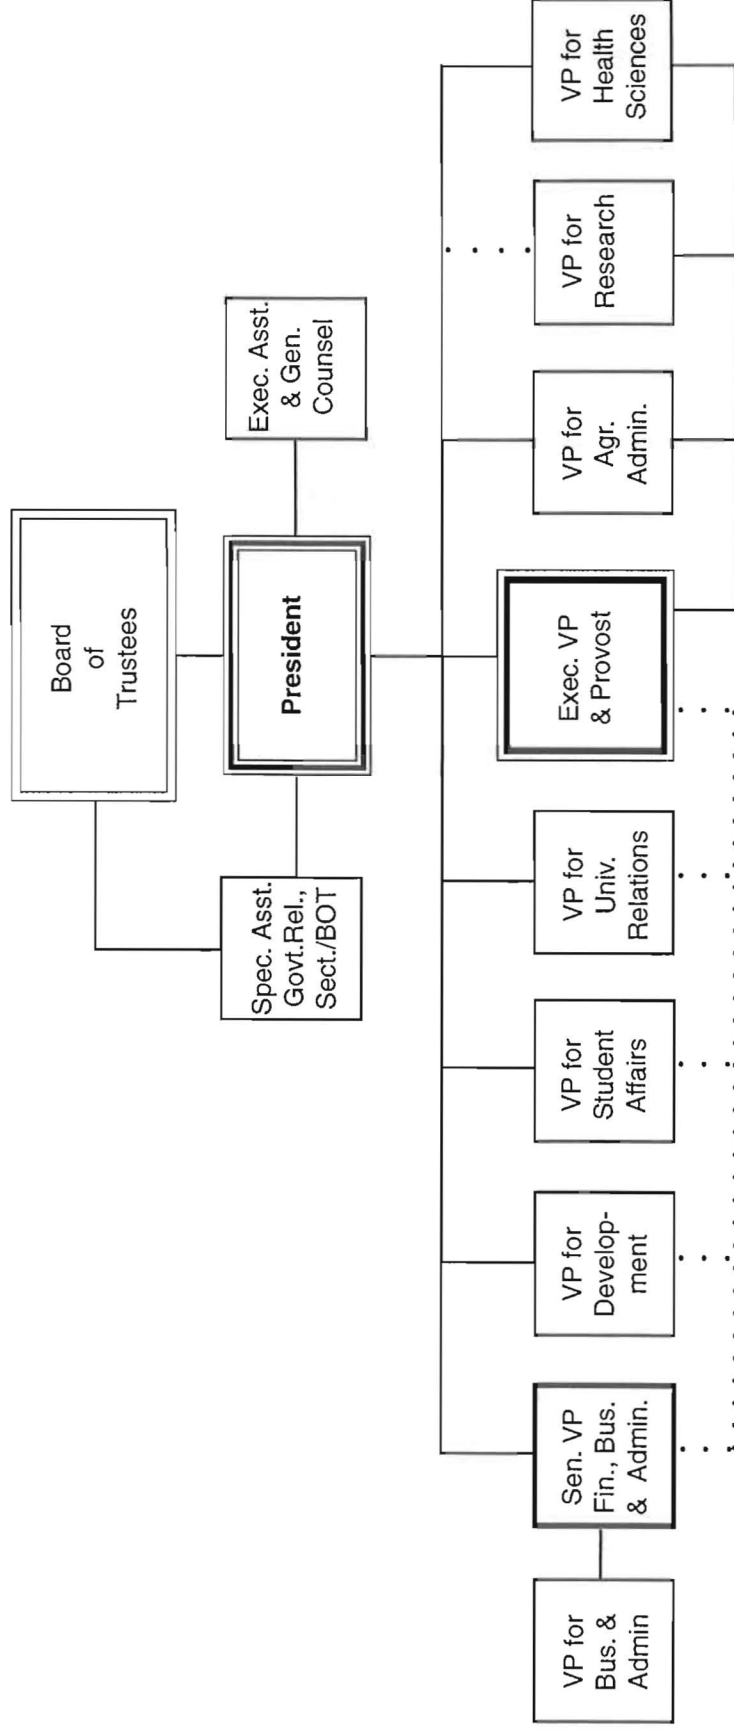 Board
of
Trustees
Spec. Asst.
Govt.Rel.,
Sect./BOT
President
Exec. Asst.
& Gen.
Counsel
VP for
Bus. &
Admin
Sen. VP
Fin., Bus.
& Admin.
VP for
Develop-
ment
VP for
Student
Affairs
VP for
Univ.
Relations
Exec. VP
& Provost
VP for
Agr.
Admin.
VP for
Research
VP for
Health
Sciences